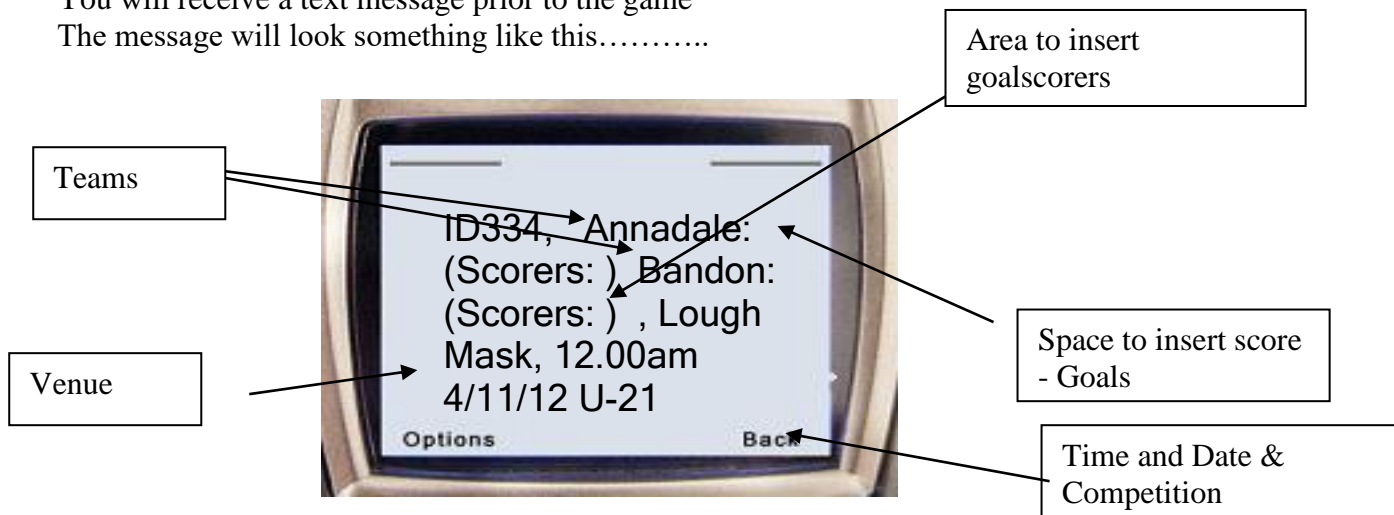 You will receive a text message prior to the game
The message will look something like this………..
Area to insert
goalscorers
Teams
ID334, Annadale:
(Scorers: ) Bandon:
(Scorers: ) , Lough
Mask, 12.00am
4/11/12 U-21
Options Back
Venue
Space to insert score
- Goals
Time and Date &
Competition